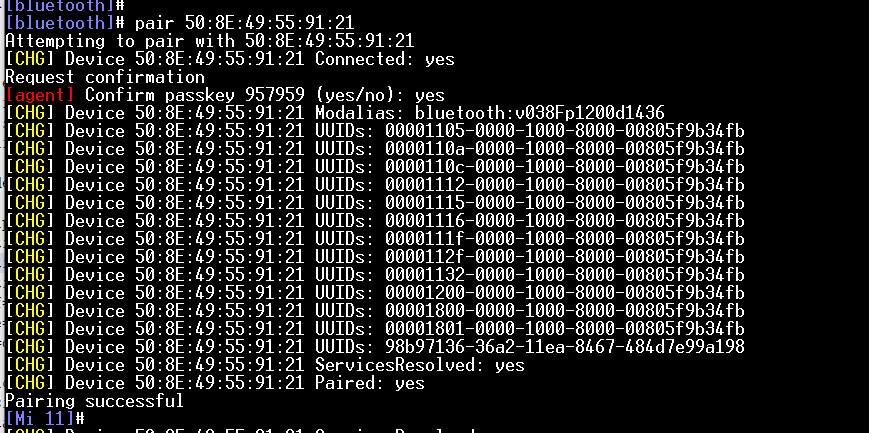 [bluetooth]#
[bluetooth]# pair 50:8E:49:55:91:21
Attempting to pair with 50:8E:49:55:91:21
[CHG] Device 50:8E:49:55:91:21 Connected: yes
Request confirmation
[agent] Confirm passkey 957959 (yes/no): yes
[CHG] Device 50:8E:49:55:91:21 Modalias: bluetooth:v038Fp1200d1436
[CHG] Device 50:8E:49:55:91:21 UUIDs: 00001105-0000-1000-8000-00805f9b34fb
[CHG] Device 50:8E:49:55:91:21 UUIDs: 0000110a-0000-1000-8000-00805f9b34fb
[CHG] Device 50:8E:49:55:91:21 UUIDs: 0000110c-0000-1000-8000-00805f9b34fb
[CHG] Device 50:8E:49:55:91:21 UUIDs: 00001112-0000-1000-8000-00805f9b34fb
[CHG] Device 50:8E:49:55:91:21 UUIDs: 00001115-0000-1000-8000-00805f9b34fb
[CHG] Device 50:8E:49:55:91:21 UUIDs: 00001116-0000-1000-8000-00805f9b34fb
[CHG] Device 50:8E:49:55:91:21 UUIDs: 0000111f-0000-1000-8000-00805f9b34fb
[CHG] Device 50:8E:49:55:91:21 UUIDs: 0000112f-0000-1000-8000-00805f9b34fb
[CHG] Device 50:8E:49:55:91:21 UUIDs: 00001132-0000-1000-8000-00805f9b34fb
[CHG] Device 50:8E:49:55:91:21 UUIDs: 00001200-0000-1000-8000-00805f9b34fb
[CHG] Device 50:8E:49:55:91:21 UUIDs: 00001800-0000-1000-8000-00805f9b34fb
[CHG] Device 50:8E:49:55:91:21 UUIDs: 00001801-0000-1000-8000-00805f9b34fb
[CHG] Device 50:8E:49:55:91:21 UUIDs: 98b97136-36a2-11ea-8467-484d7e99a198
[CHG] Device 50:8E:49:55:91:21 ServicesResolved: yes
[CHG] Device 50:8E:49:55:91:21 Paired: yes
Pairing successful
[Mi 11]#